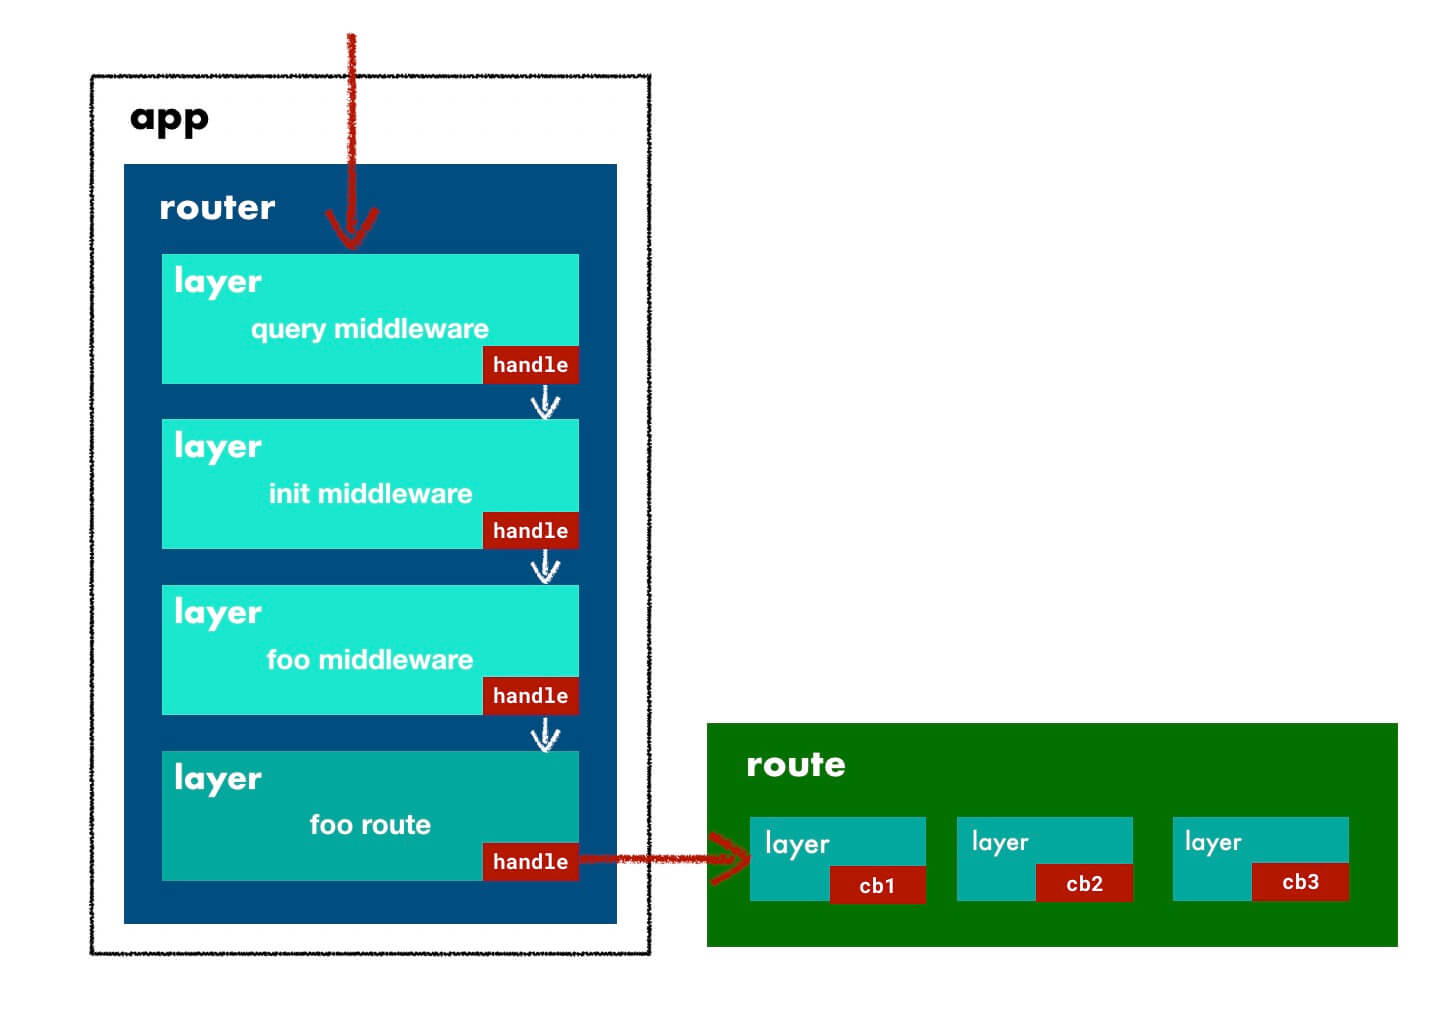 app
router
layer
query middleware
handle
layer
init middleware
handle
layer
foo middleware
handle
layer
foo route
handle
route
layer
cb1
layer
cb2
layer
cb3